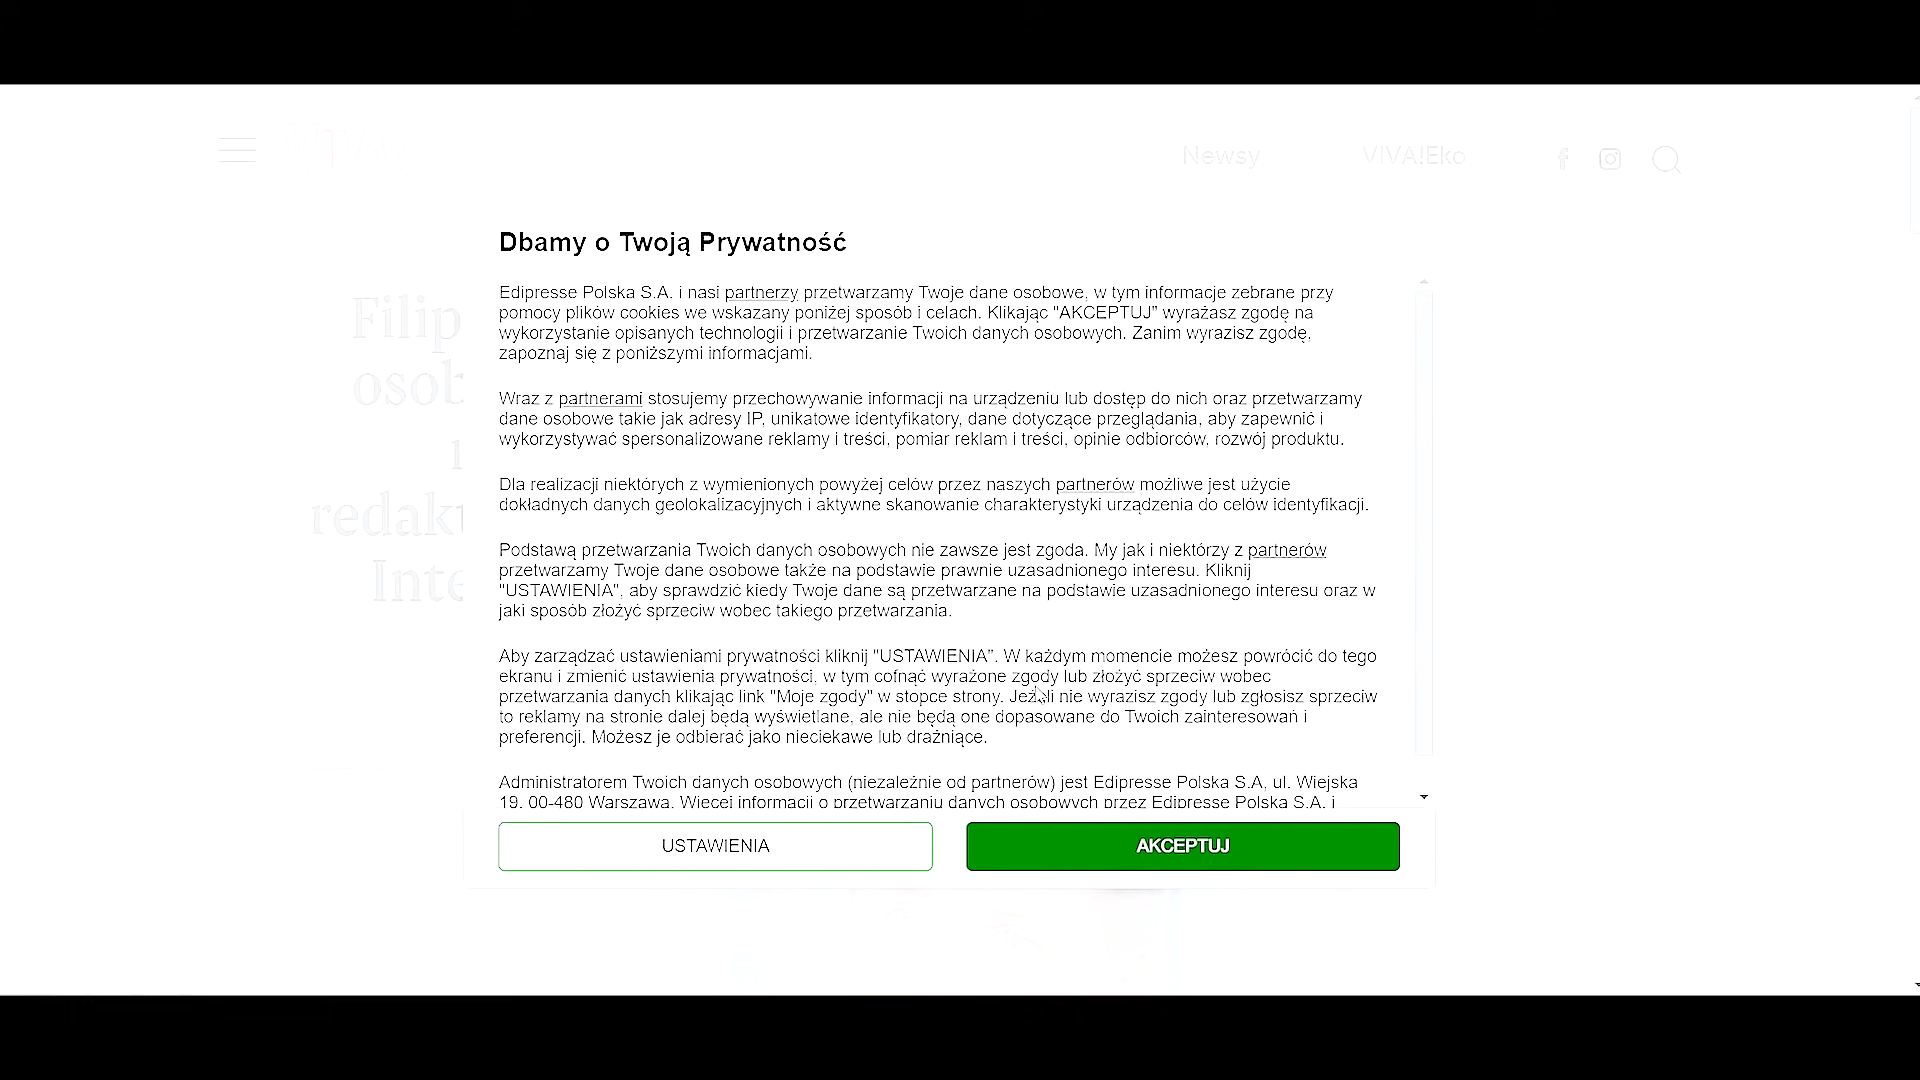 Newsy
VIVA!Eko
Dbamy o Twoją Prywatność
Edipresse Polska S.A. i nasi partnerzy przetwarzamy Twoje dane osobowe, w tym informacje zebrane przy
pomocy plików cookies we wskazany poniżej sposób i celach. Klikając "AKCEPTUJ" wyrażasz zgodę na
wykorzystanie opisanych technologii i przetwarzanie Twoich danych osobowych. Zanim wyrazisz zgodę,
zapoznaj się z poniższymi informacjami.
Wraz z partnerami stosujemy przechowywanie informacji na urządzeniu lub dostęp do nich oraz przetwarzamy
dane osobowe takie jak adresy IP, unikatowe identyfikatory, dane dotyczące przeglądania, aby zapewnić i
wykorzystywać spersonalizowane reklamy i treści, pomiar reklam i treści, opinie odbiorców, rozwój produktu.
Dla realizacji niektórych z wymienionych powyżej celów przez naszych partnerów możliwe jest użycie
dokładnych danych geolokalizacyjnych i aktywne skanowanie charakterystyki urządzenia do celów identyfikacji.
Podstawą przetwarzania Twoich danych osobowych nie zawsze jest zgoda. My jak i niektórzy z partnerów
przetwarzamy Twoje dane osobowe także na podstawie prawnie uzasadnionego interesu. Kliknij
"USTAWIENIA", aby sprawdzić kiedy Twoje dane są przetwarzane na podstawie uzasadnionego interesu oraz w
jaki sposób złożyć sprzeciw wobec takiego przetwarzania.
Aby zarządzać ustawieniami prywatności kliknij "USTAWIENIA”. W każdym momencie możesz powrócić do tego
ekranu i zmienić ustawienia prywatności, w tym cofnąć wyrażone zgody lub złożyć sprzeciw wobec
przetwarzania danych klikając link "Moje zgody" w stopce strony. Jeżeli nie wyrazisz zgody lub zgłosisz sprzeciw
to reklamy na stronie dalej będą wyświetlane, ale nie będą one dopasowane do Twoich zainteresowań i
preferencji. Możesz je odbierać jako nieciekawe lub drażniące.
Administratorem Twoich danych osobowych (niezależnie od partnerów) jest Edipresse Polska S.A, ul. Wiejska
19, 00-480 Warszawa. Więcej informacji o przetwarzaniu danych osobowych przez Edipresse Polska S.A. i
USTAWIENIA
AKCEPTUJ
Filip
osob
redakt
Inte